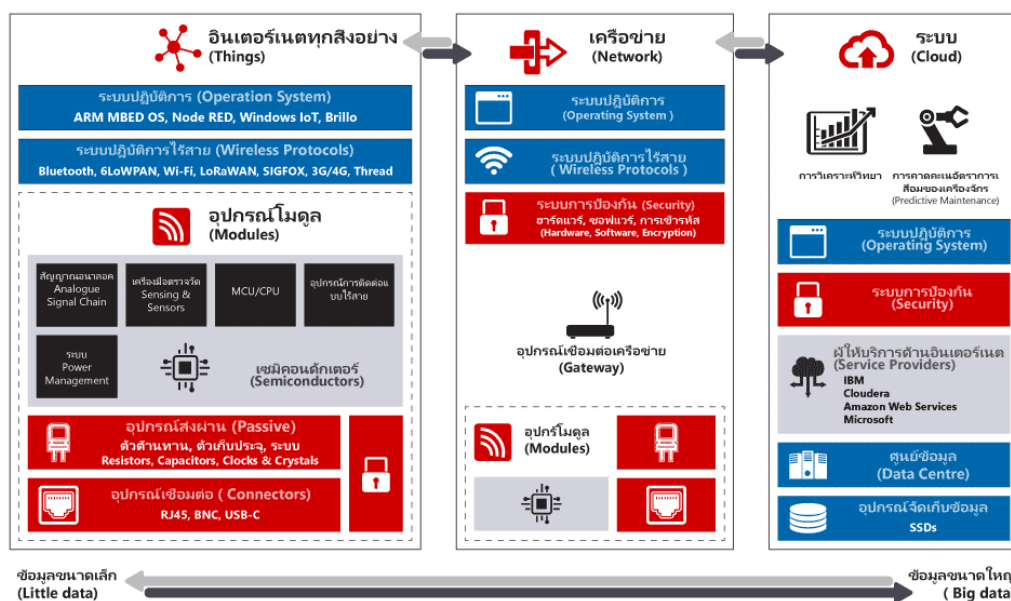 อินเตอร์เนตทุกสิ่งอย่าง
(Things)
ระบบปฏิบัติการ (Operation System)
ARM MBED OS, Node RED, Windows IoT, Brillo
ระบบปฏิบัติการไร้สาย (Wireless Protocols)
Bluetooth, 6LoWPAN, Wi-Fi, LoRaWAN, SIGFOX, 3G/4G, Thread
อุปกรณ์โมดูล
(Modules)
สัญญาณอนาลอค
Analogue
Signal Chain
เครื่องมือตรวจวัด
Sensing &
Sensors
MCU/CPU
อุปกรณ์การติดต่อแ
บบไร้สาย
ระบบ
Power
Management
เซมิคอนดักเตอร์
(Semiconductors)
อุปกรณ์ส่งผ่าน (Passive)
ตัวต้านทาน, ตัวเก็บประจุ, ระบบ
Resistors, Capacitors, Clocks & Crystals
อุปกรณ์เชื่อมต่อ ( Connectors)
RJ45, BNC, USB-C
เครือข่าย
(Network)
ระบบปฏิบัติการ
(Operating System )
ระบบปฏิบัติการไร้สาย
( Wireless Protocols )
ระบบการป้องกัน (Security)
ฮาร์ดแวร์, ซอฟแวร์, การเข้ารหัส
(Hardware, Software, Encryption)
อุปกรณ์เชื่อมต่อเครือข่าย
(Gateway)
อุปกร์โมดูล
(Modules)
ระบบ
(Cloud)
การวิเคราะห์วิทยา
การคาดคะเนอัตราการเ
สื่อมของเครื่องจักร
(Predictive Maintenance)
ระบบปฏิบัติการ
(Operating System)
ระบบการป้องกัน
(Security)
ผู้ให้บริการด้านอินเตอร์เนต
(Service Providers)
IBM
Cloudera
Amazon Web Services
Microsoft
ศูนย์ข้อมูล
(Data Centre)
อุปกรณ์จัดเก็บข้อมูล
SSDs
ข้อมูลขนาดเล็ก
(Little data)
ข้อมูลขนาดใหญ่
( Big data